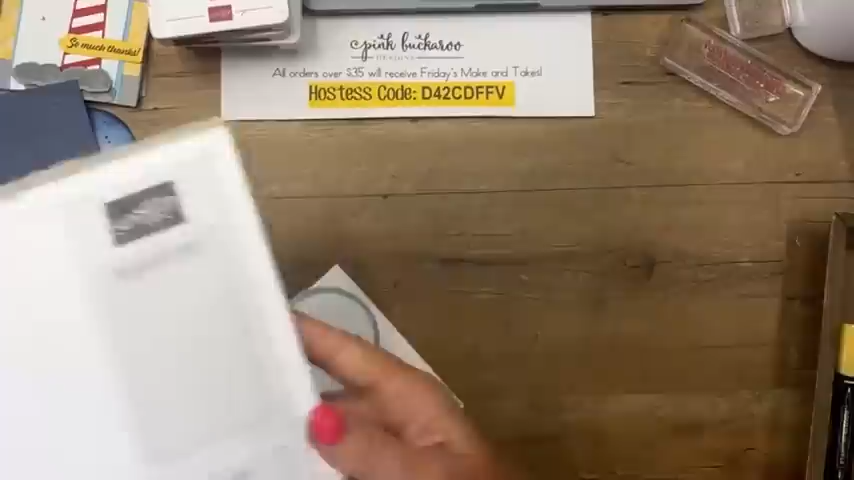 So much thanks!
pink buckaroo
DESIGNS
All orders over $35 will receive Friday's Make and Takes!
Hostess Code: D42CDFFV